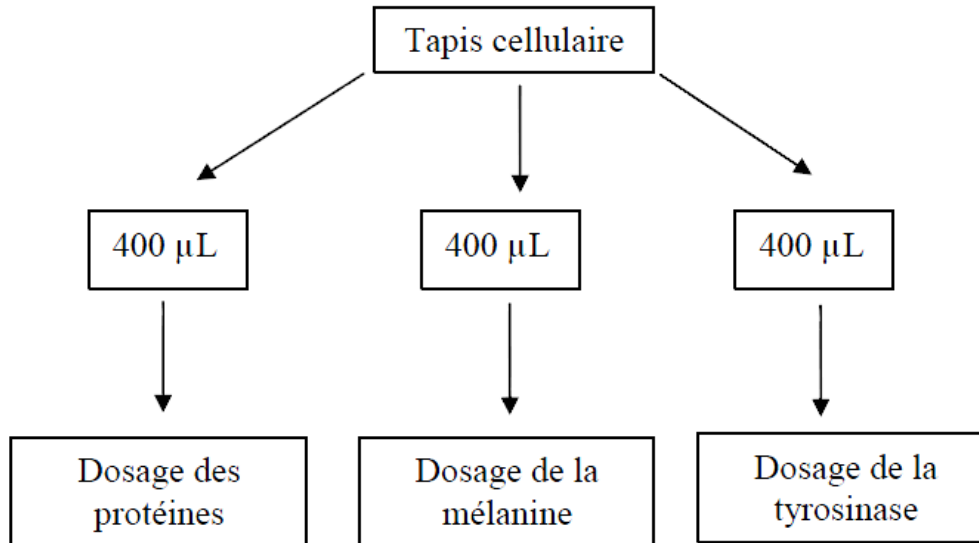 Tapis cellulaire
400 µL
400 µL
400 µL
Dosage des
protéines
Dosage de la
mélanine
Dosage de la
tyrosinase